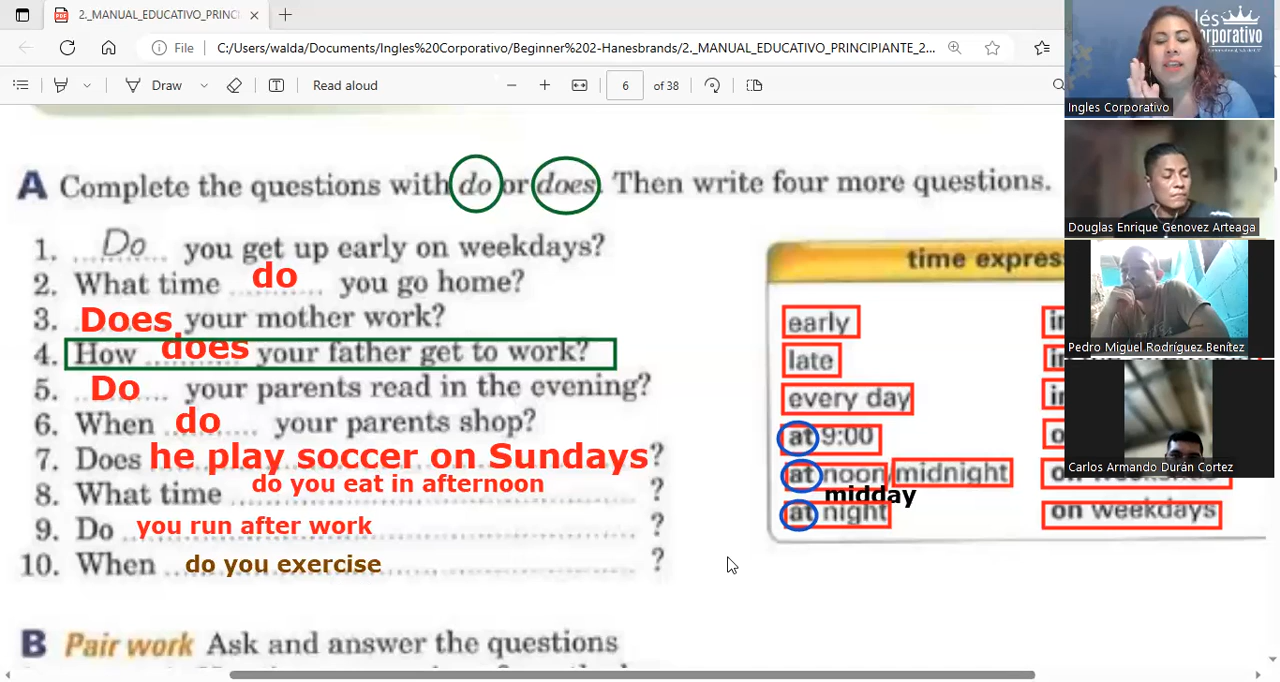 2._MANUAL_EDUCATIVO_PRINCI
File C:/Users/walda/Documents/Ingles%20Corporativo/Beginner%202-Hanesbrands/2._MANUAL_EDUCATIVO_PRINCIPIANTE_2...
Draw Read aloud 6 of 38
lés
Corporativo
Ingles Corporativo
Douglas Enrique Genovez Arteaga
Pedro Miguel Rodríguez Benítez
Carlos Armando Durán Cortez
A Complete the questions with do or does. Then write four more questions.
1. Do you get up early on weekdays?
2. What time do you go home?
3. Does your mother work?
4. How does your father get to work?
5. Do your parents read in the evening?
6. When do your parents shop?
7. Does he play soccer on Sundays?
8. What time do you eat in afternoon ?
9. Do you run after work ?
10. When do you exercise ?
time expres
early
late
every day
at 9:00
at noon/midnight
midday
at night
on weekdays
B Pair work Ask and answer the questions